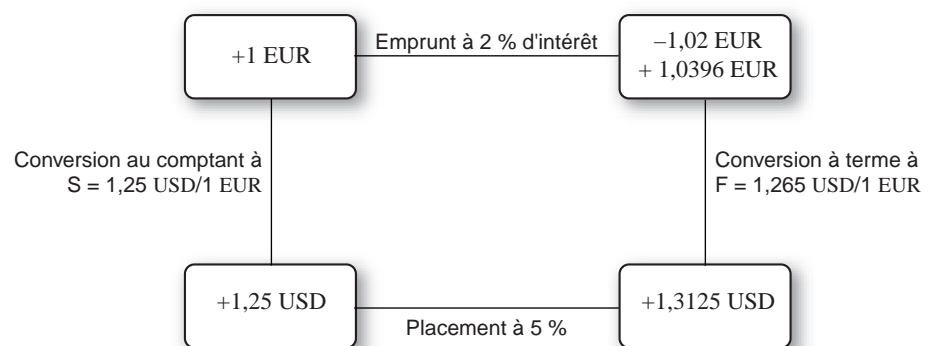 +1 EUR
Emprunt à 2 % d'intérêt
–1,02 EUR
+ 1,0396 EUR
Conversion au comptant à
S = 1,25 USD/1 EUR
Conversion à terme à
F = 1,265 USD/1 EUR
+1,25 USD
Placement à 5 %
+1,3125 USD